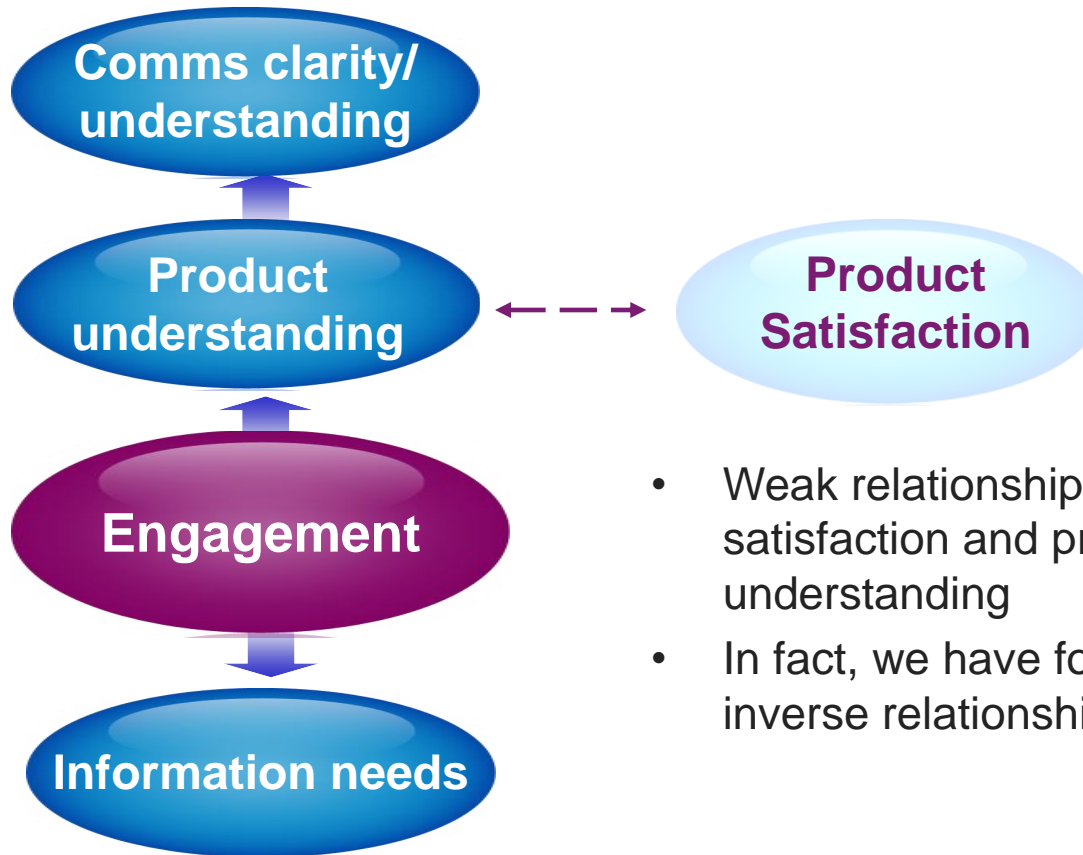 Comms clarity/
understanding
Product
understanding
Product
Satisfaction
Engagement
Information needs
• Weak relationship
satisfaction and pr
understanding
• In fact, we have fo
inverse relationshi